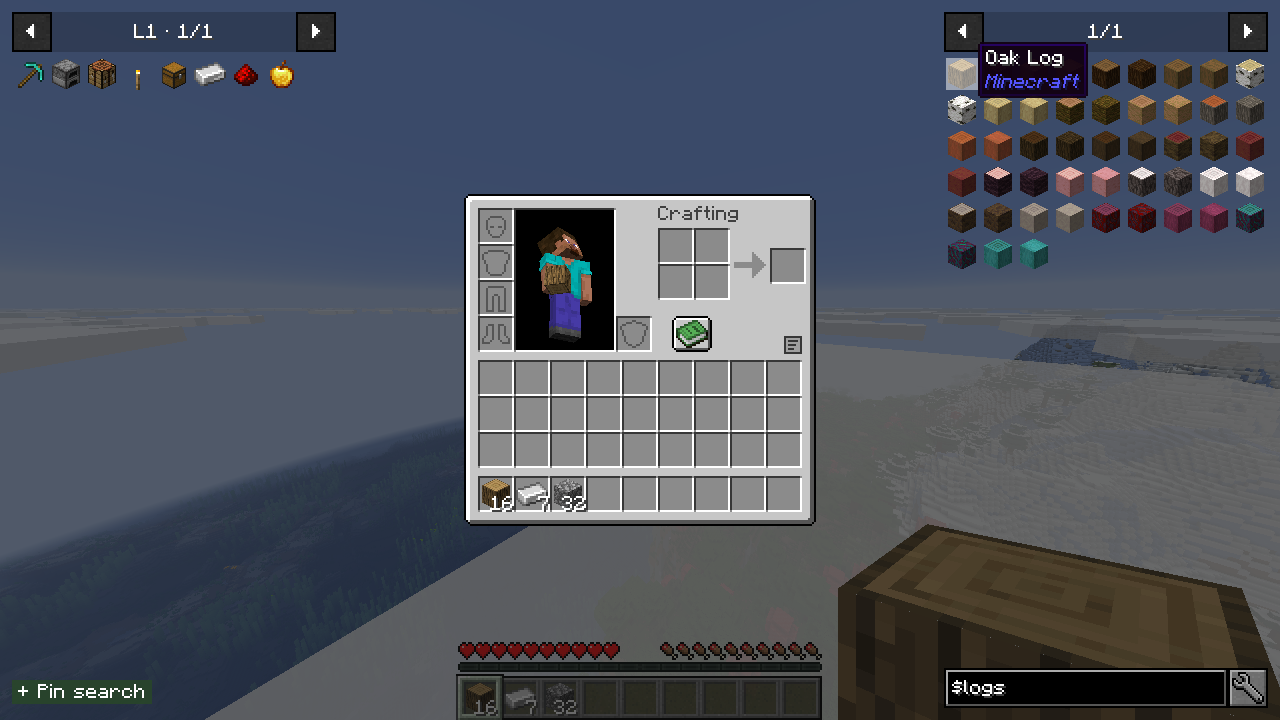 L1 · 1/1
1/1
Oak Log
Minecraft
Crafting
16
7
32
16
7
32
+ Pin search
$logs